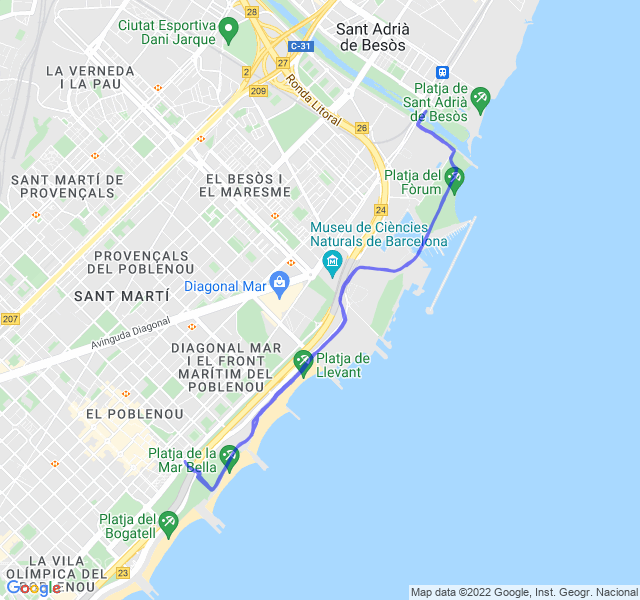 28
Ciutat Esportiva
Dani Jarque
Sant Adrià
de Besòs
C-31
LA VERNEDA
I LA PAU
2
27
209
Ronda Litoral
Platja de
Sant Adrià
de Besòs
26
SANT MARTÍ DE
PROVENÇALS
EL BESÒS I
EL MARESME
Platja del
Fòrum
24
Museu de Ciències
Naturals de Barcelona
PROVENÇALS
DEL POBLENOU
Diagonal Mar
SANT MARTÍ
207
Avinguda Diagonal
DIAGONAL MAR
I EL FRONT
MARÍTIM DEL
POBLENOU
Platja de
Llevant
EL POBLENOU
Platja de la
Mar Bella
Platja del
Bogatell
LA VILA
OLÍMPICA DEL
POBLENOU
23
Google
Map data ©2022 Google, Inst. Geogr. Nacional